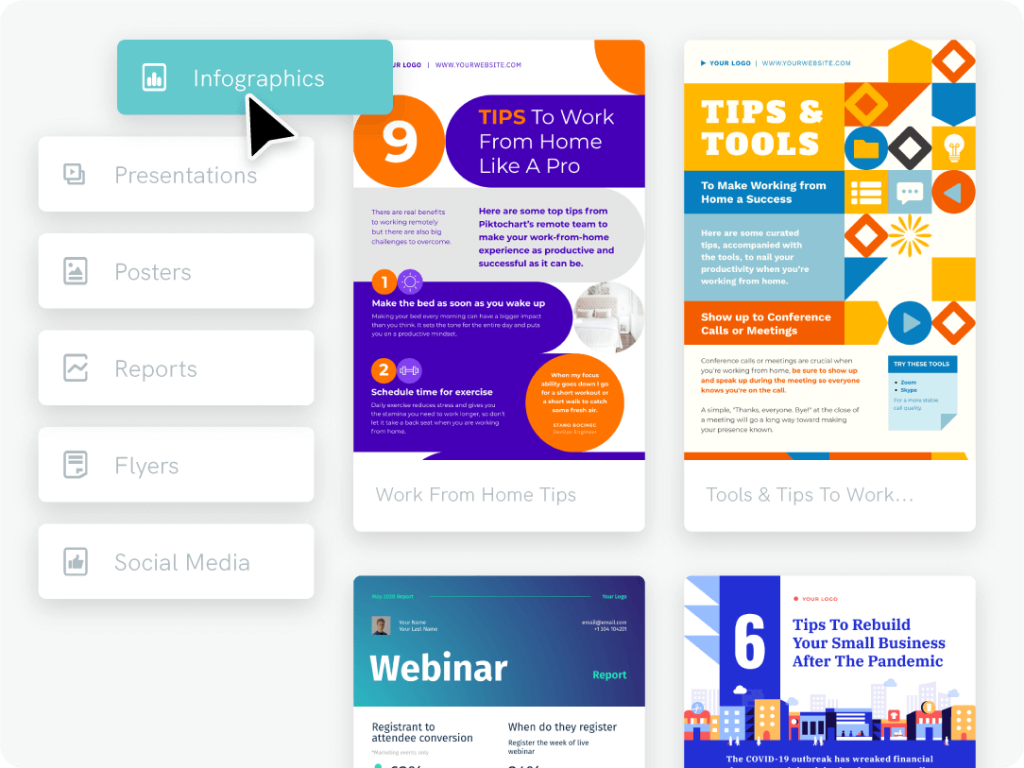 Infographics
Presentations
Posters
Reports
Flyers
Social Media
UR LOGO | WWW.YOURWEBSITE.COM
9
TIPS To Work
From Home
Like A Pro
There are real benefits
to working remotely
but there are also big
challenges to overcome.
Here are some top tips from
Piktochart's remote team to
make your work-from-home
experience as productive and
successful as it can be.
1
Make the bed as soon as you wake up
Making your bed every morning can have a bigger impact
than you think. It sets the tone for the entire day and puts
you on a productive mindset.
2
Schedule time for exercise
Daily exercise reduces stress and gives you
the stamina you need to work longer, so don't
let it take a back seat when you are working
from home.
When my focus
ability goes down I go
for a short workout or
a short walk to catch
some fresh air.
Work From Home Tips
YOUR LOGO | WWW.YOURWEBSITE.COM
TIPS &
TOOLS
To Make Working from
Home a Success
Here are some curated
tips, accompanied with
the tools, to nail your
productivity when you're
working from home.
Show up to Conference
Calls or Meetings
Conference calls or meetings are crucial when
you're working from home, be sure to show up
and speak up during the meeting so everyone
knows you're on the call.
A simple, "Thanks, everyone. Bye!" at the close of
a meeting will go a long way toward making
your presence known.
TRY THESE TOOLS
Zoom
Skype
For a more stable
call quality.
Tools & Tips To Work...
May 2020 Report
Your Logo
Your Name
Your Last Name
email@email.com
+1 304 104201
Webinar
Report
Registrant to
attendee conversion
*Marketing events only
When do they register
Register the week of live
webinar
YOUR LOGO
6
Tips To Rebuild
Your Small Business
After The Pandemic
The COVID-19 outbreak has wreaked financial